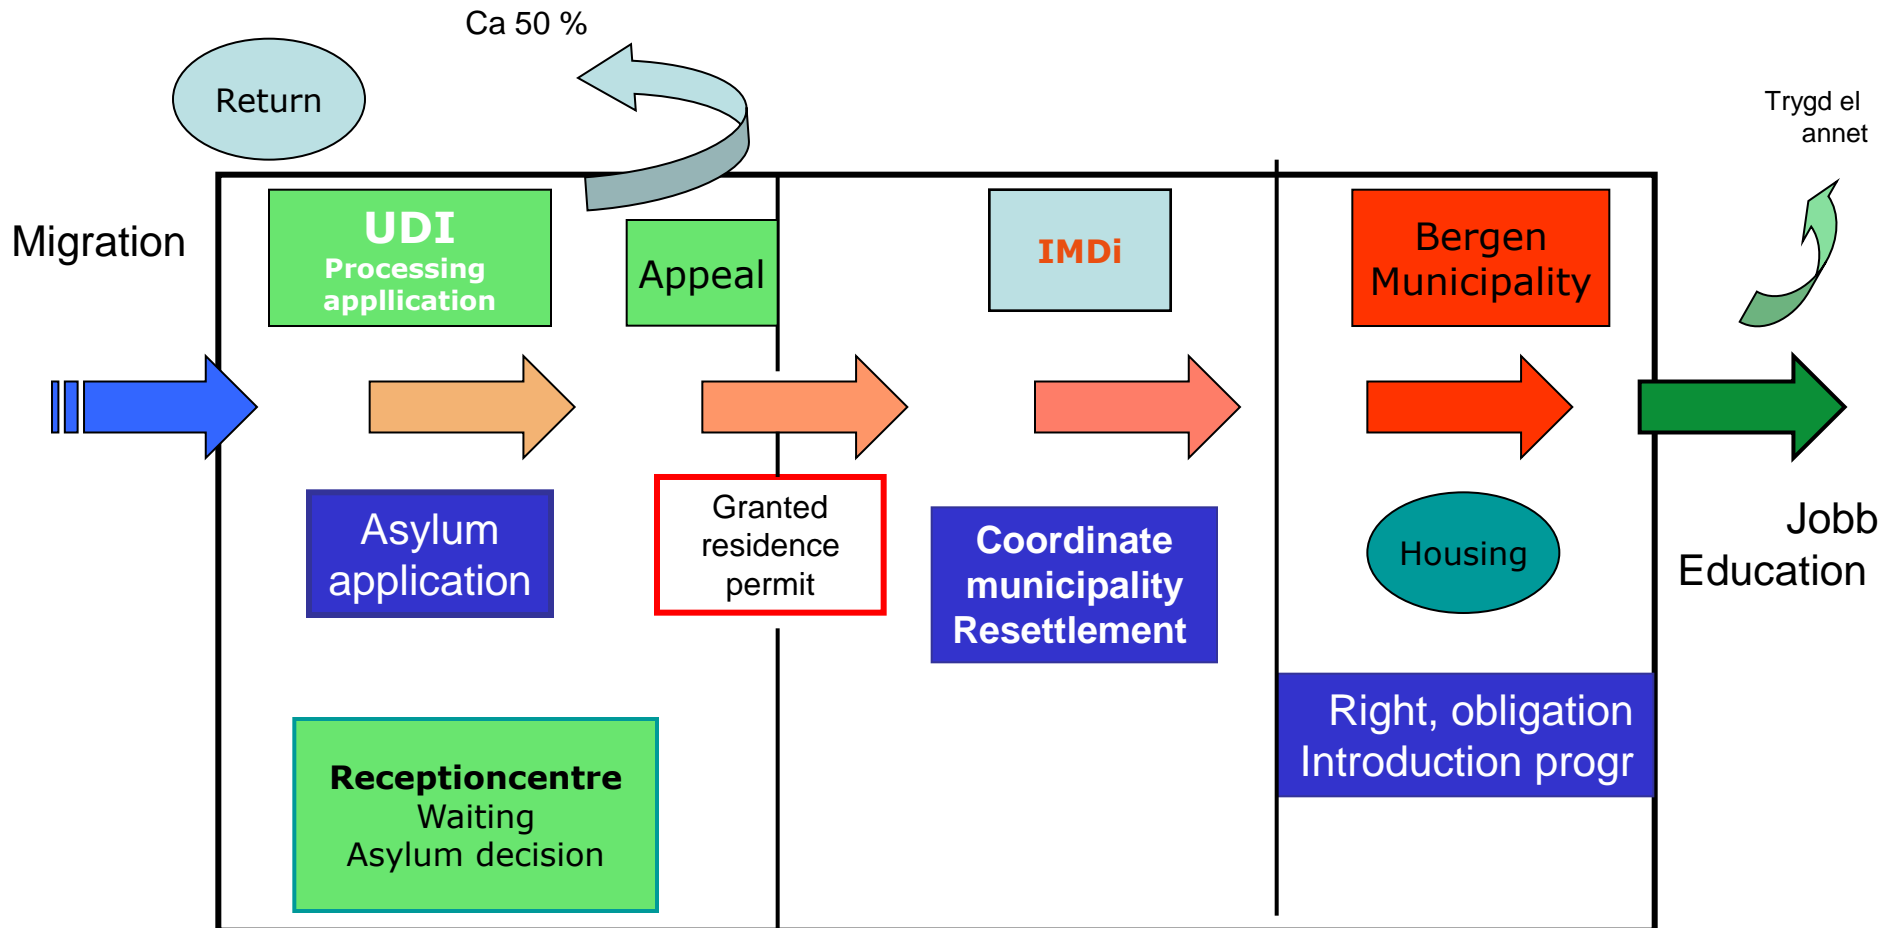 Ca 50 %
Return
Trygd el
annet
Migration
UDI
Processing
appllication
Appeal
IMDi
Bergen
Municipality
Asylum
application
Granted
residence
permit
Coordinate
municipality
Resettlement
Housing
Jobb
Education
Right, obligation
Introduction progr
Receptioncentre
Waiting
Asylum decision